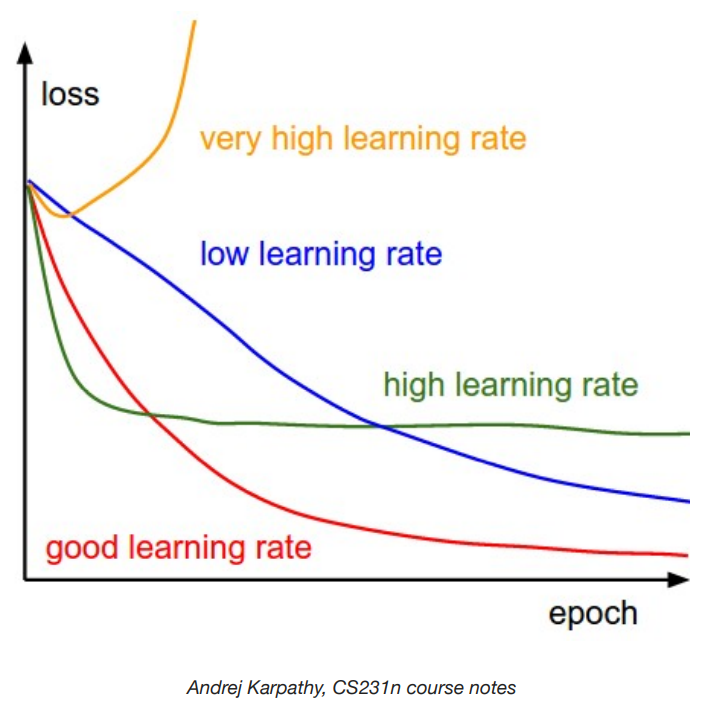 loss
very high learning rate
low learning rate
high learning rate
good learning rate
epoch
Andrej Karpathy, CS231n course notes